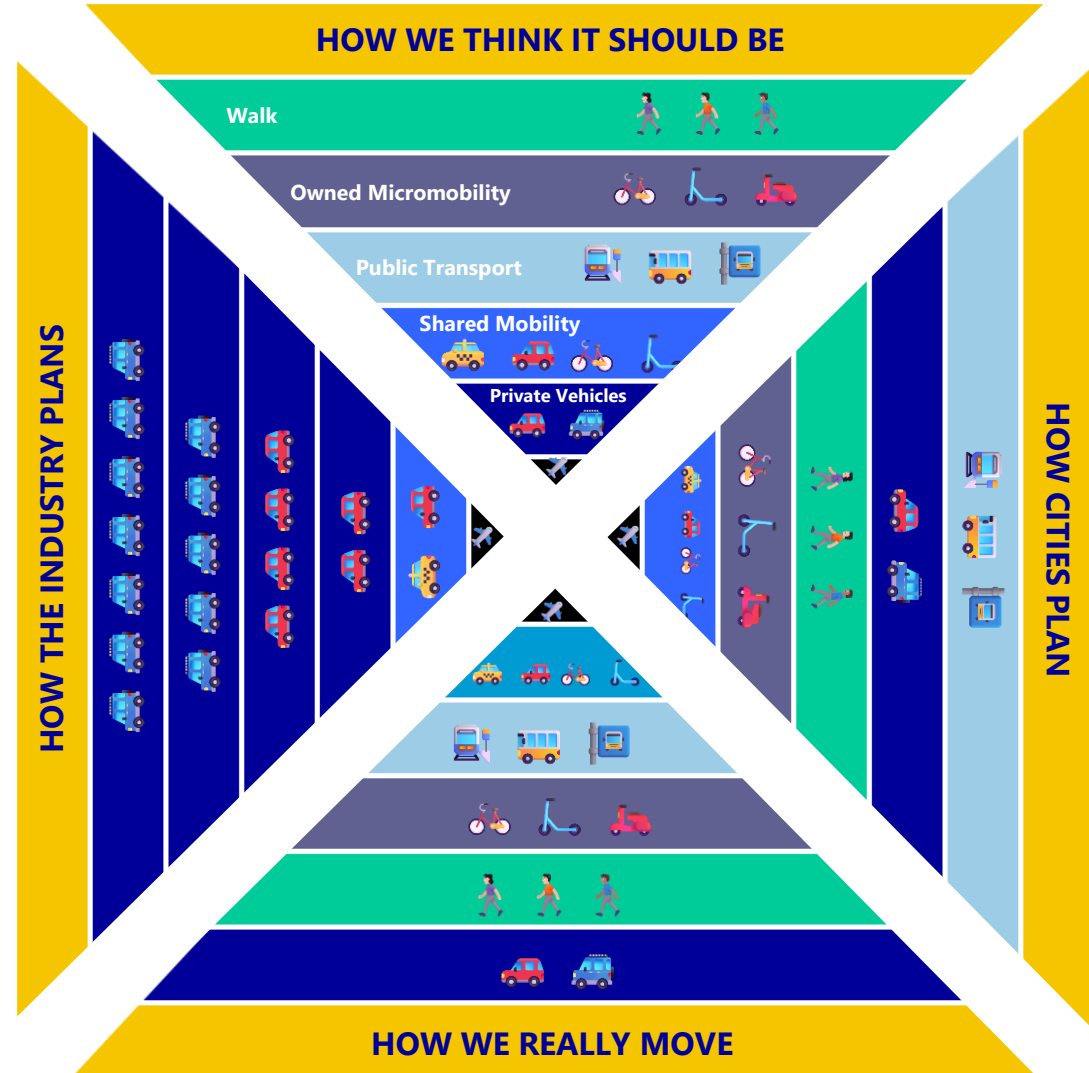 HOW WE THINK IT SHOULD BE
Walk
Owned Micromobility
Public Transport
Shared Mobility
Private Vehicles
HOW THE INDUSTRY PLANS
HOW CITIES PLAN
HOW WE REALLY MOVE